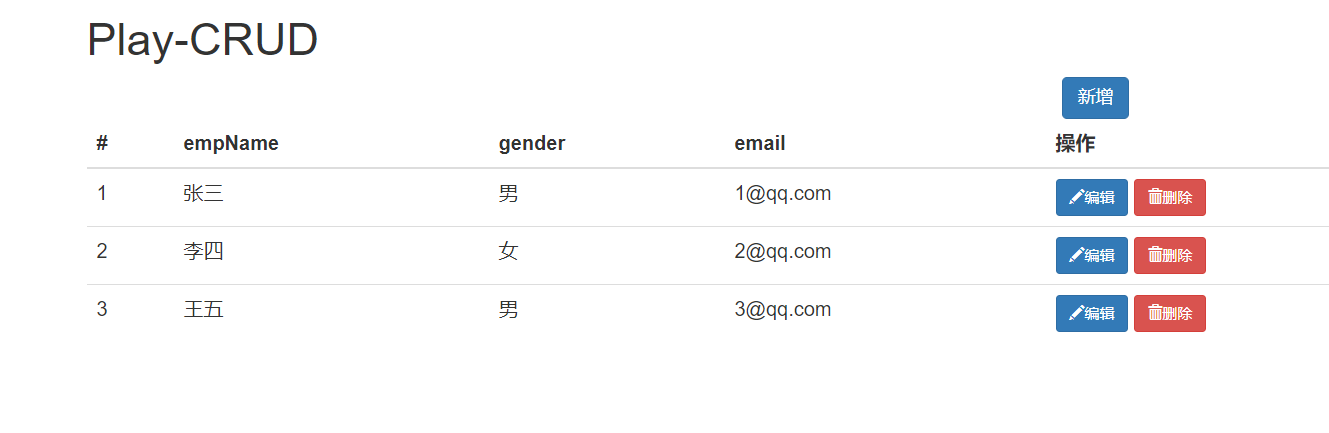 Play-CRUD
新增
# empName gender email 操作
1 张三 男 1@qq.com 编辑 删除
2 李四 女 2@qq.com 编辑 删除
3 王五 男 3@qq.com 编辑 删除